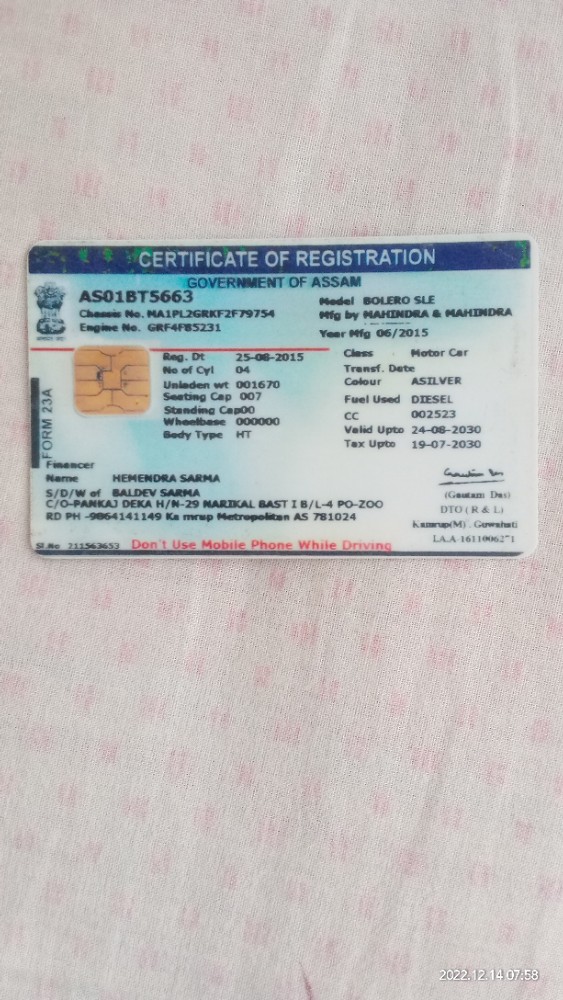 CERTIFICATE OF REGISTRATION
GOVERNMENT OF ASSAM
AS01BT5663
Chassis No. MA1PL2GRKF2F79754
Engine No. GRF4F85231
Model BOLERO SLE
Mfg by MAHINDRA & MAHINDRA
Year Mfg 06/2015
FORM 23A
Reg. Dt 25-08-2015
No of Cyl 04
Unladen wt 001670
Seating Cap 007
Standing Cap00
Wheelbase 000000
Body Type HT
Class Motor Car
Transf. Date
Colour ASILVER
Fuel Used DIESEL
CC 002523
Valid Upto 24-08-2030
Tax Upto 19-07-2030
Financer
Name HEMENDRA SARMA
S/D/W of BALDEV SARMA
C/O-PANKAJ DEKA H/N-29 NARIKAL BAST I B/L-4 PO-ZOO
RD PH -9864141149 Ka mrup Metropolitan AS 781024
(Gautam Das)
DTO ( R & L )
Kamrup(M) . Guwahati
Sl.No 211563653
Don't Use Mobile Phone While Driving
2022.12.14 07:58